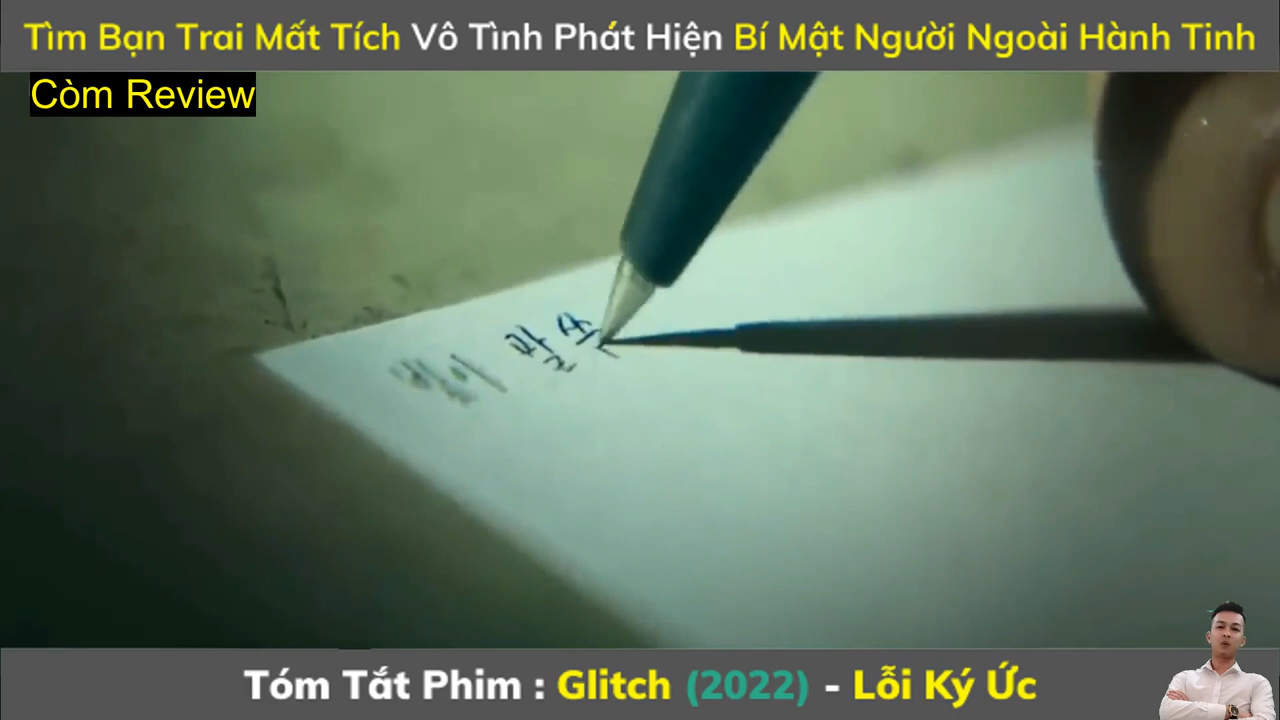 Tìm Bạn Trai Mất Tích Vô Tình Phát Hiện Bí Mật Người Ngoài Hành Tinh
Còm Review
Tóm Tắt Phim : Glitch (2022) - Lỗi Ký Ức